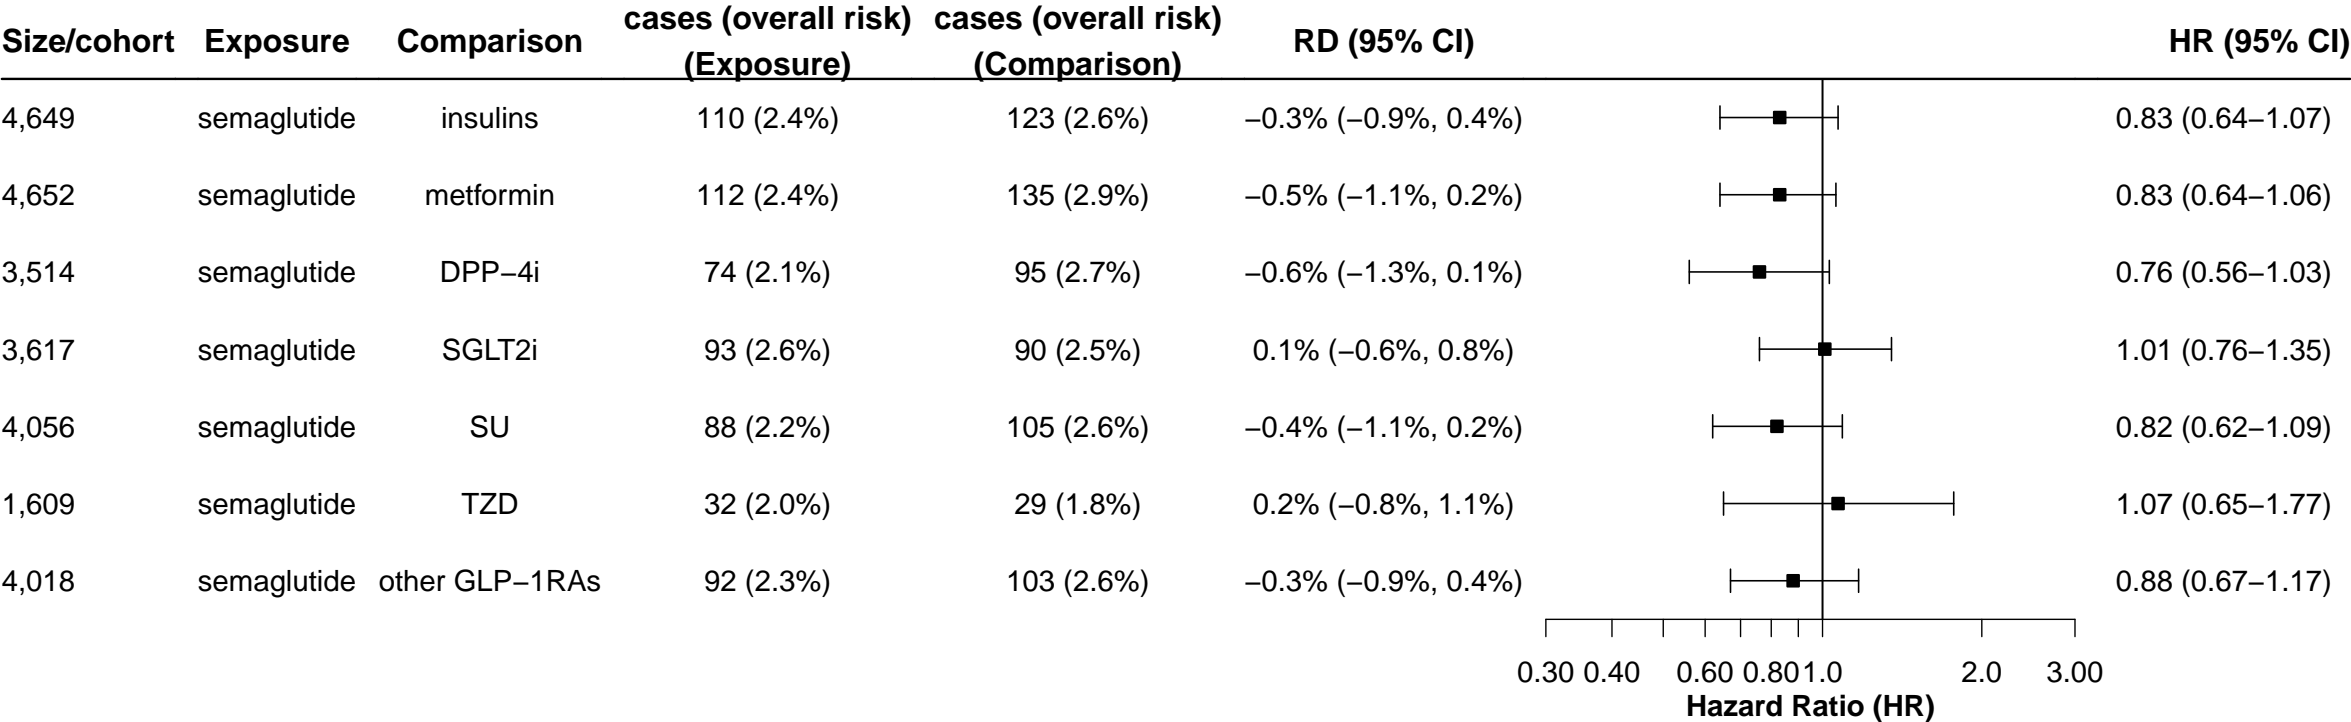 Size/cohort Exposure Comparison cases (overall risk) (Exposure) cases (overall risk) (Comparison) RD (95% CI) HR (95% CI)
4,649 semaglutide insulins 110 (2.4%) 123 (2.6%) −0.3% (−0.9%, 0.4%) 0.83 (0.64−1.07)
4,652 semaglutide metformin 112 (2.4%) 135 (2.9%) −0.5% (−1.1%, 0.2%) 0.83 (0.64−1.06)
3,514 semaglutide DPP−4i 74 (2.1%) 95 (2.7%) −0.6% (−1.3%, 0.1%) 0.76 (0.56−1.03)
3,617 semaglutide SGLT2i 93 (2.6%) 90 (2.5%) 0.1% (−0.6%, 0.8%) 1.01 (0.76−1.35)
4,056 semaglutide SU 88 (2.2%) 105 (2.6%) −0.4% (−1.1%, 0.2%) 0.82 (0.62−1.09)
1,609 semaglutide TZD 32 (2.0%) 29 (1.8%) 0.2% (−0.8%, 1.1%) 1.07 (0.65−1.77)
4,018 semaglutide other GLP−1RAs 92 (2.3%) 103 (2.6%) −0.3% (−0.9%, 0.4%) 0.88 (0.67−1.17)
0.30 0.40 0.60 0.80 1.0 2.0 3.00
Hazard Ratio (HR)